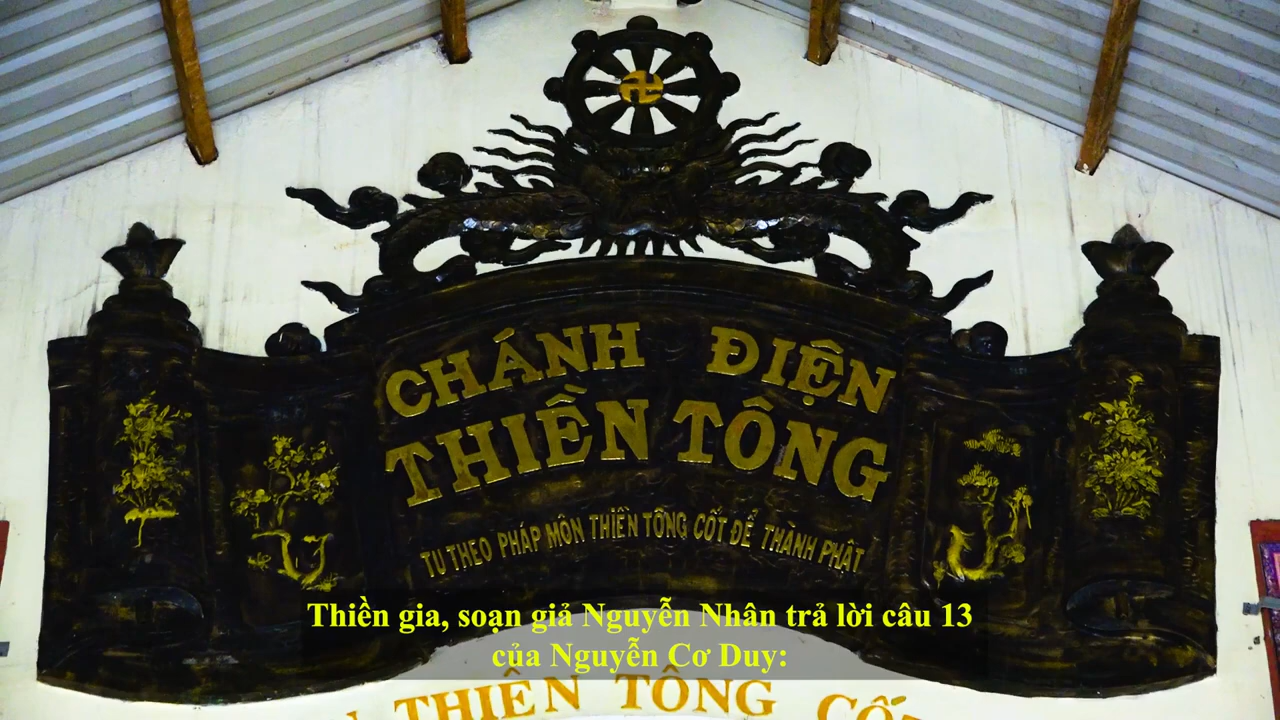 CHÁNH ĐIỆN
THIỀN TÔNG
TU THEO PHÁP MÔN THIỀN TÔNG CỐT ĐỂ THÀNH PHẬT
Thiền gia, soạn giả Nguyễn Nhân trả lời câu 13
của Nguyễn Cơ Duy:
THIỀN TÔNG